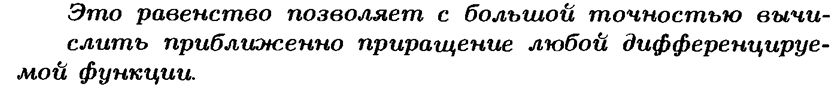 Это равенство позволяет с большой точностью вычи-
слить приближенно приращение любой дифференцируе-
мой функции.